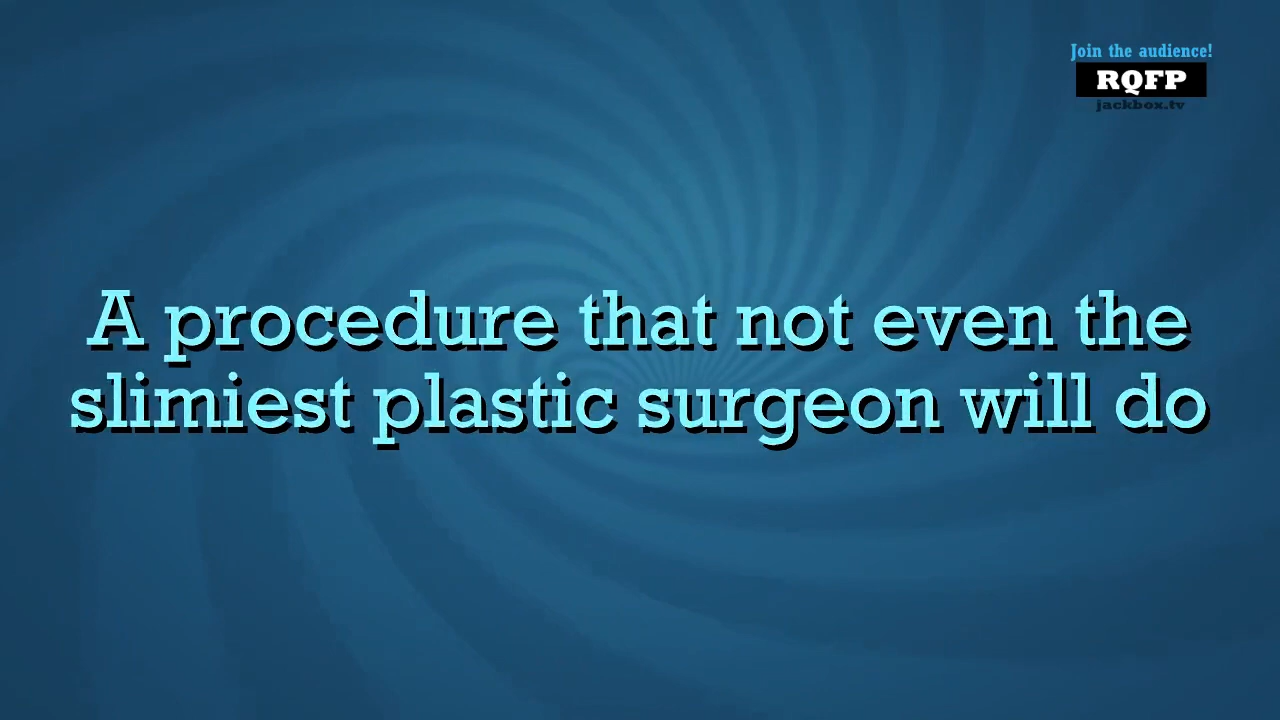 Join the audience!
RQFP
jackbox.tv
A procedure that not even the
slimiest plastic surgeon will do